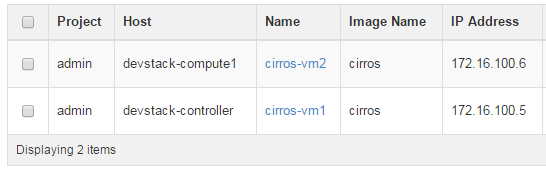 Project Host Name Image Name IP Address
admin devstack-compute1 cirros-vm2 cirros 172.16.100.6
admin devstack-controller cirros-vm1 cirros 172.16.100.5
Displaying 2 items